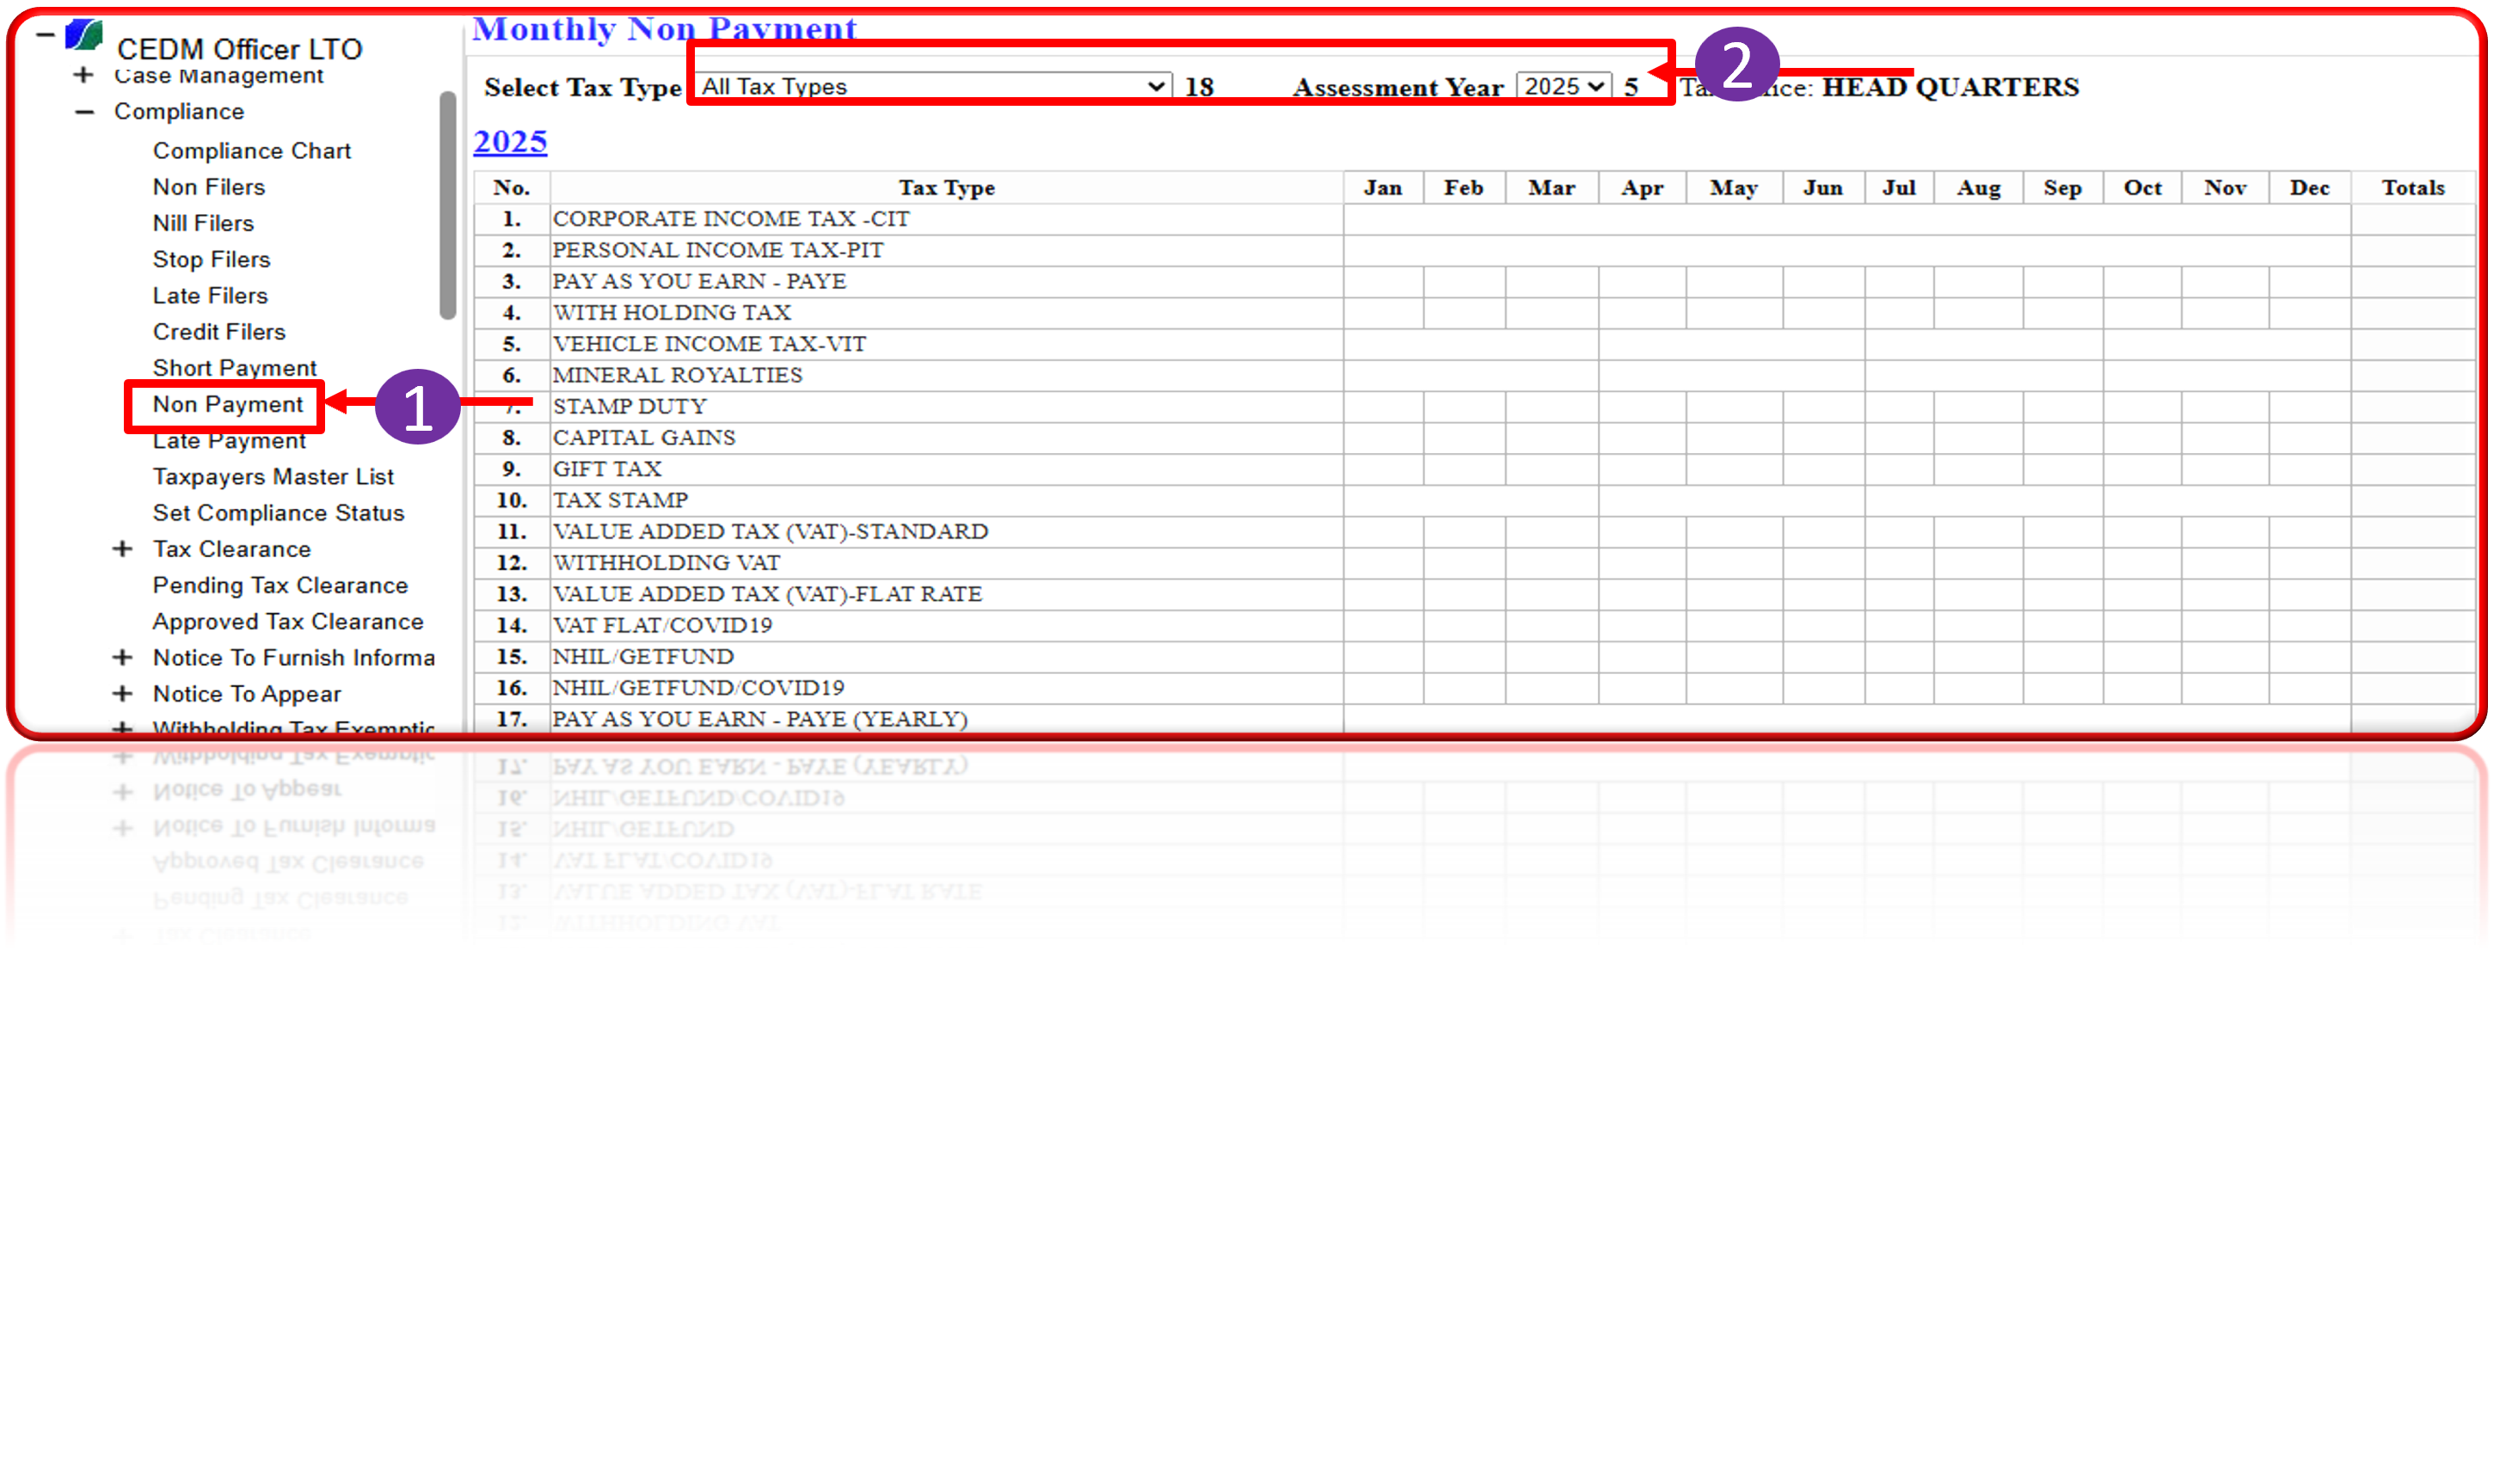 CEDM Officer LTO
Case Management
Compliance
Compliance Chart
Non Filers
Nill Filers
Stop Filers
Late Filers
Credit Filers
Short Payment
Non Payment
Late Payment
Taxpayers Master List
Set Compliance Status
Tax Clearance
Pending Tax Clearance
Approved Tax Clearance
Notice To Furnish Informa
Notice To Appear
Withholding Tax Exemptic
1
Monthly Non Payment
Select Tax Type All Tax Types 18 Assessment Year 2025 5 HEAD QUARTERS
2
2025
No. Tax Type Jan Feb Mar Apr May Jun Jul Aug Sep Oct Nov Dec Totals
1. CORPORATE INCOME TAX -CIT
2. PERSONAL INCOME TAX-PIT
3. PAY AS YOU EARN - PAYE
4. WITH HOLDING TAX
5. VEHICLE INCOME TAX-VIT
6. MINERAL ROYALTIES
7. STAMP DUTY
8. CAPITAL GAINS
9. GIFT TAX
10. TAX STAMP
11. VALUE ADDED TAX (VAT)-STANDARD
12. WITHHOLDING VAT
13. VALUE ADDED TAX (VAT)-FLAT RATE
14. VAT FLAT/COVID19
15. NHIL/GETFUND
16. NHIL/GETFUND/COVID19
17. PAY AS YOU EARN - PAYE (YEARLY)